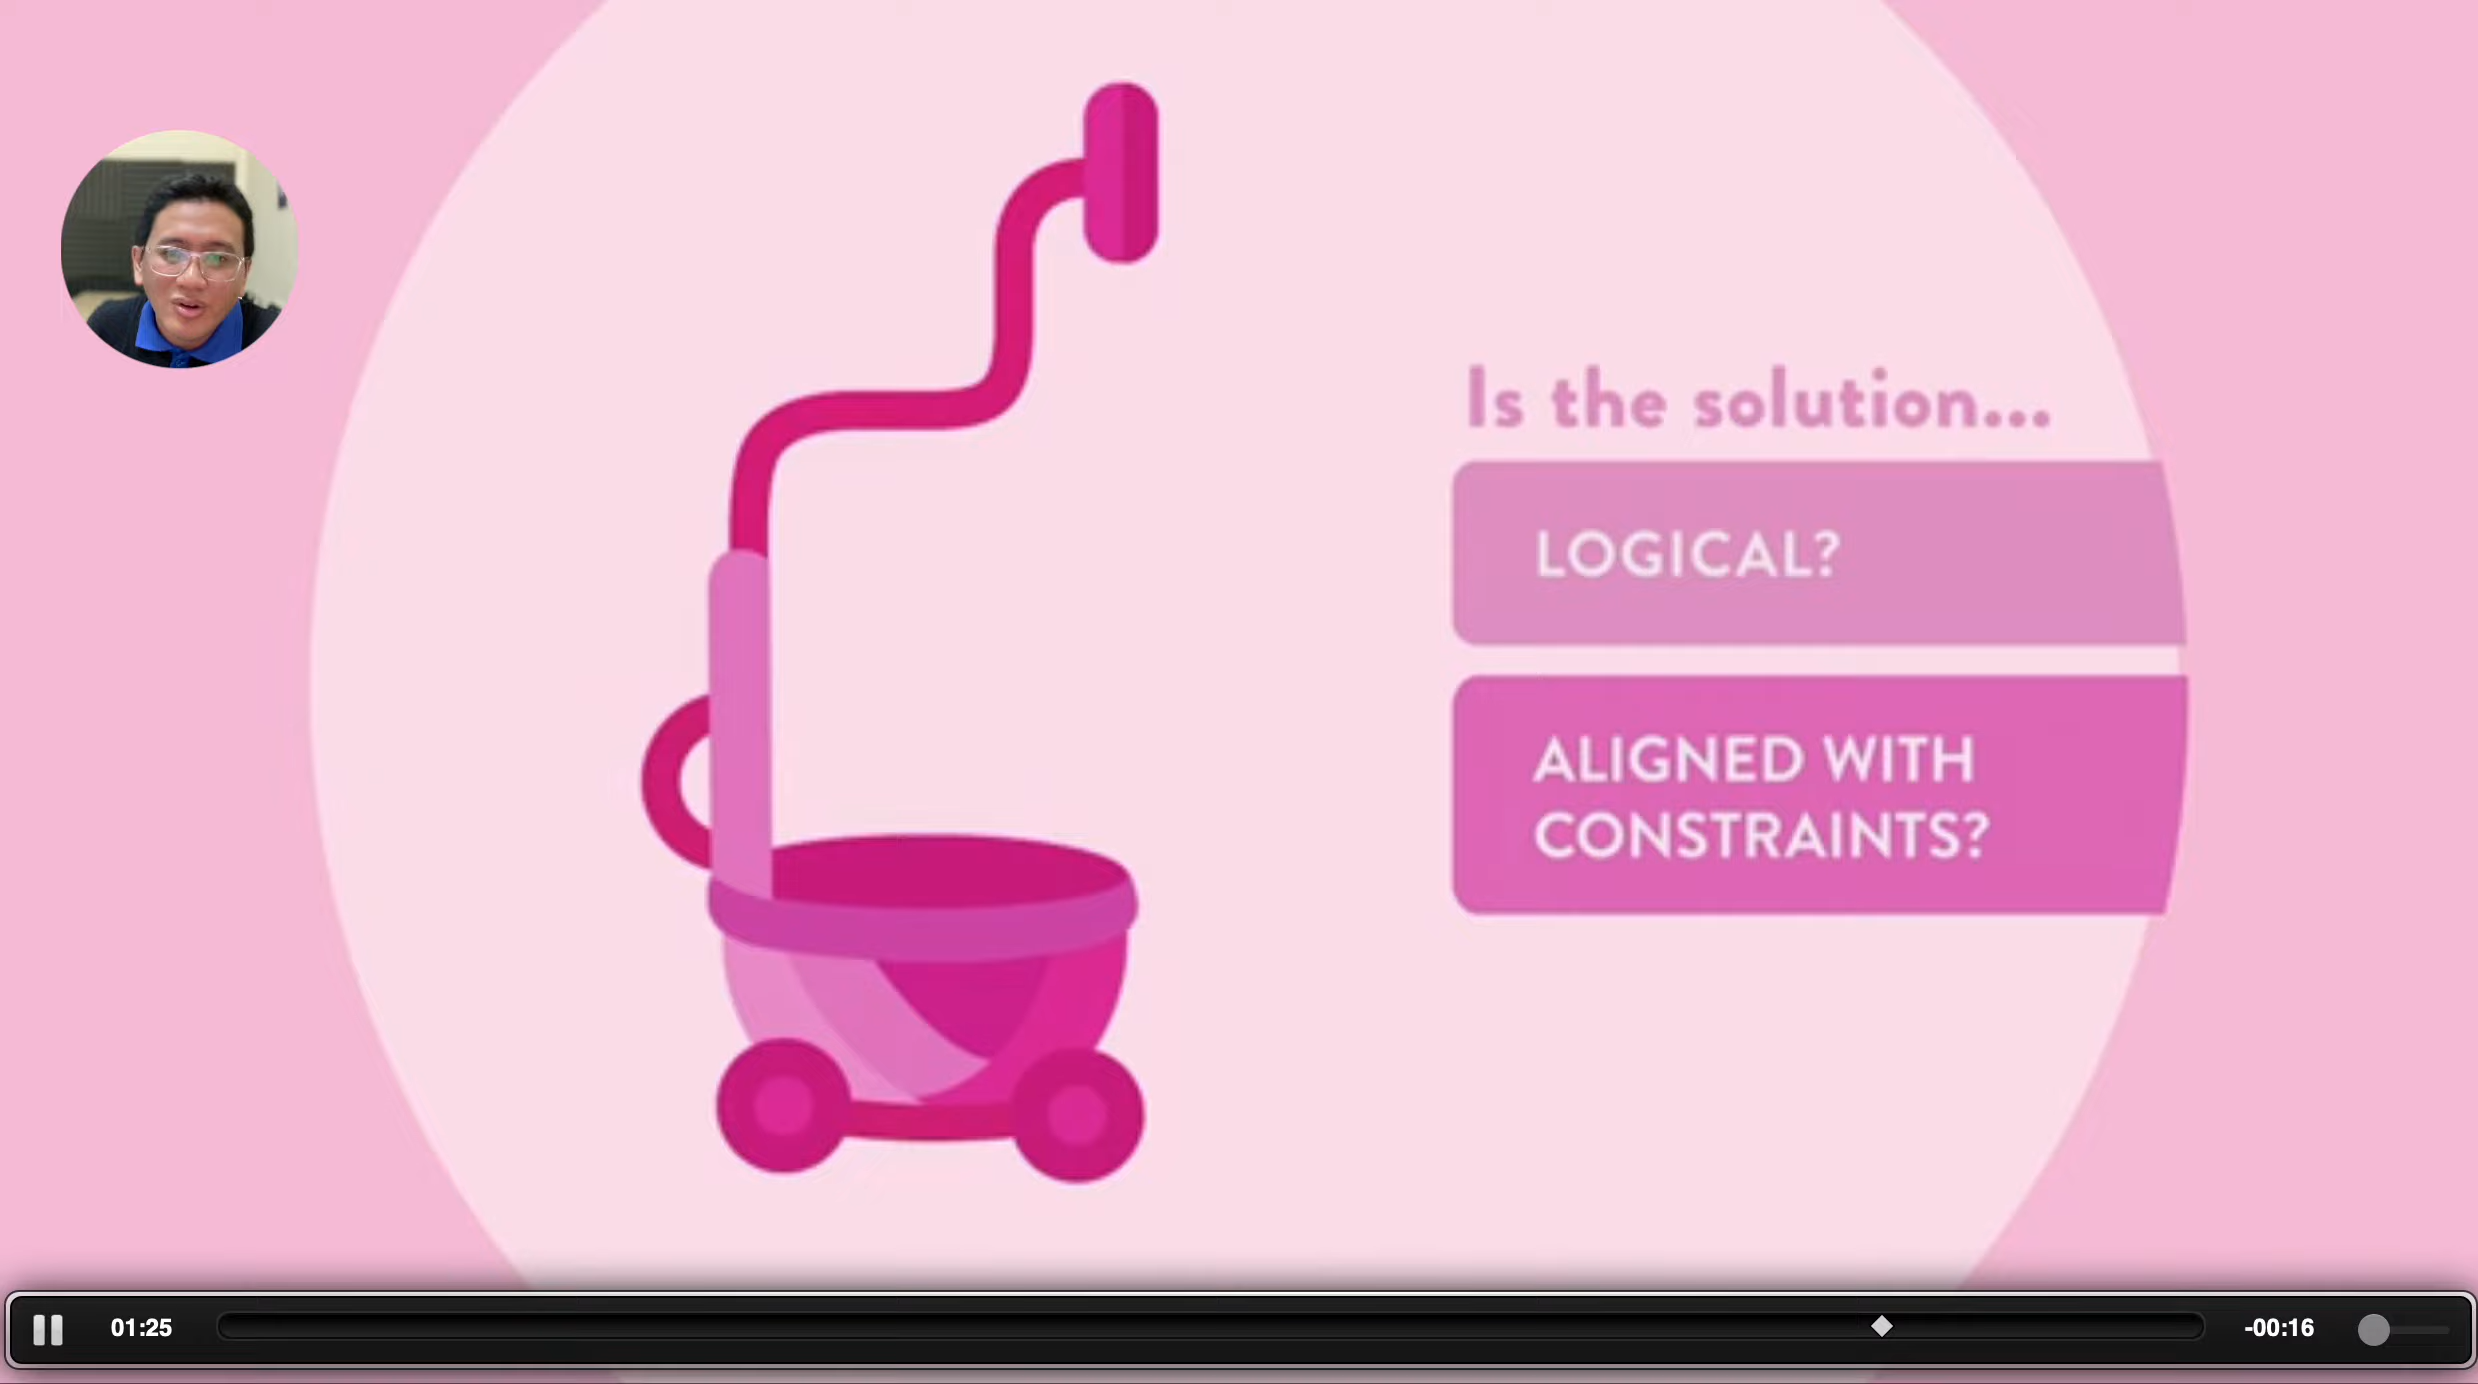 Is the solution...
LOGICAL?
ALIGNED WITH
CONSTRAINTS?
01:25
-00:16